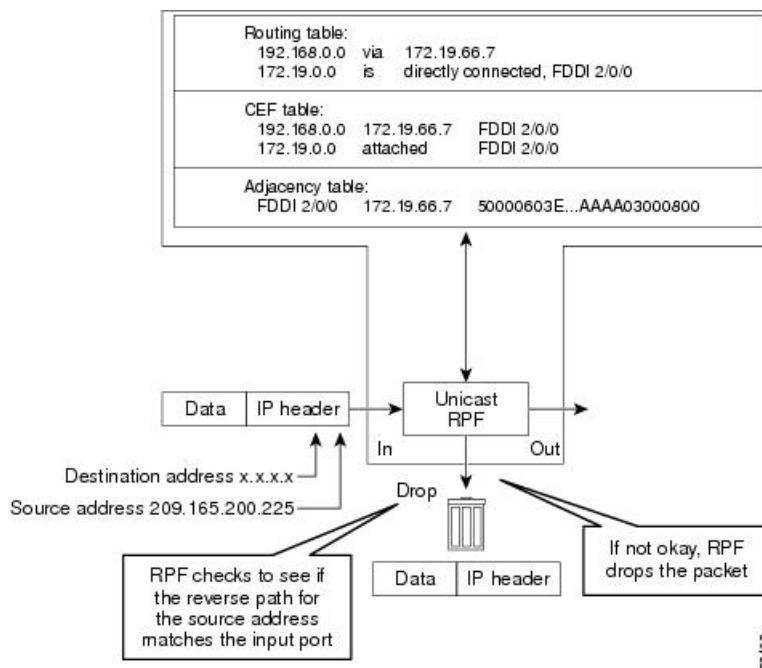 Routing table:
192.168.0.0 via 172.19.66.7
172.19.0.0 is directly connected, FDDI 2/0/0
CEF table:
192.168.0.0 172.19.66.7 FDDI 2/0/0
172.19.0.0 attached FDDI 2/0/0
Adjacency table:
FDDI 2/0/0 172.19.66.7 50000603E...AAAA03000800
Data IP header
Unicast
RPF
In Out
Destination address x.x.x.x
Source address 209.165.200.225
Drop
RPF checks to see if
the reverse path for
the source address
matches the input port
Data IP header
If not okay, RPF
drops the packet